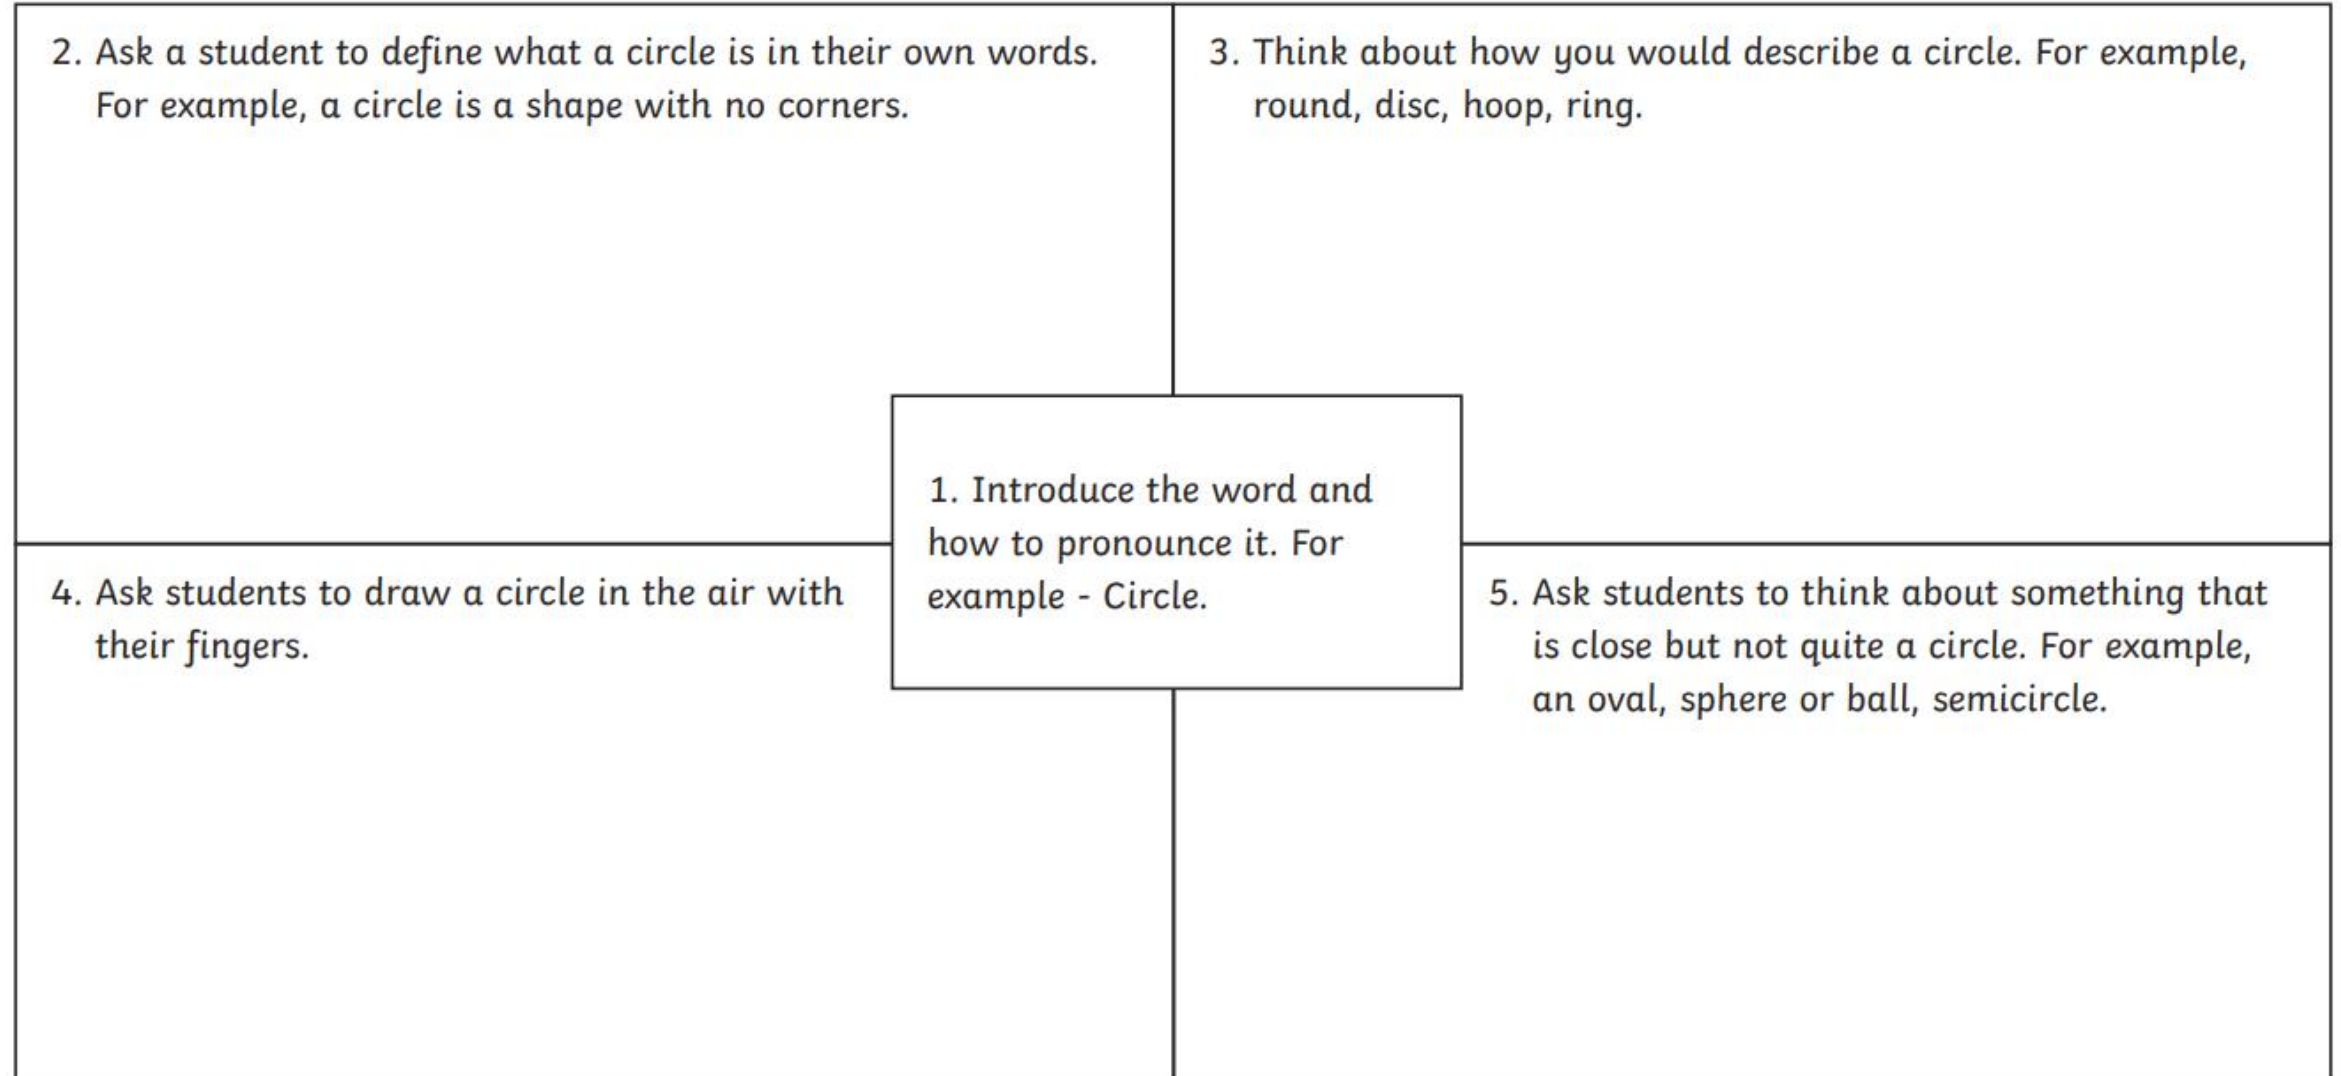 2. Ask a student to define what a circle is in their own words.
For example, a circle is a shape with no corners.
3. Think about how you would describe a circle. For example,
round, disc, hoop, ring.
1. Introduce the word and
how to pronounce it. For
example - Circle.
4. Ask students to draw a circle in the air with
their fingers.
5. Ask students to think about something that
is close but not quite a circle. For example,
an oval, sphere or ball, semicircle.